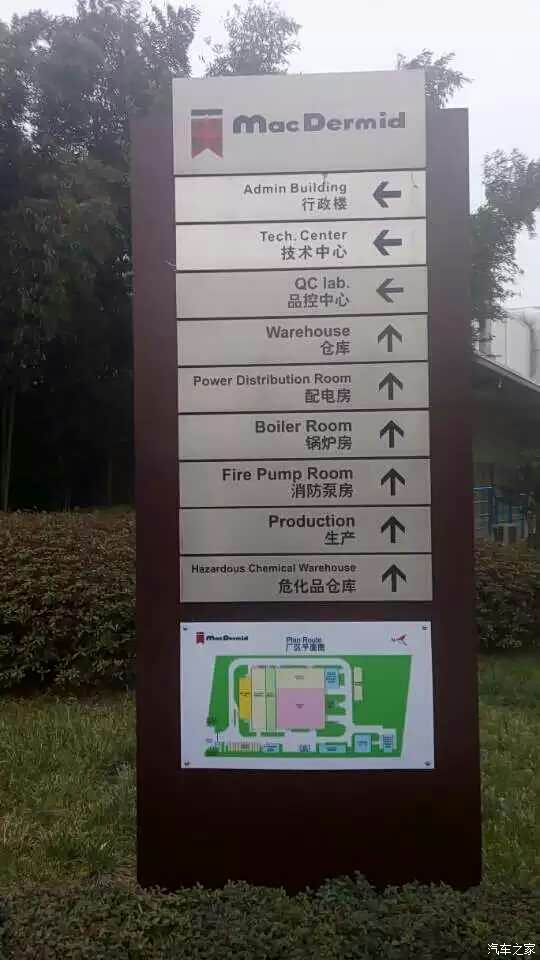 MacDermid
Admin Building
行政楼
←
Tech. Center
技术中心
←
QC lab.
品控中心
←
Warehouse
仓库
↑
Power Distribution Room
配电房
↑
Boiler Room
锅炉房
↑
Fire Pump Room
消防泵房
↑
Production
生产
↑
Hazardous Chemical Warehouse
危化品仓库
↑
MacDermid
Plan Route
厂区平面图
汽车之家